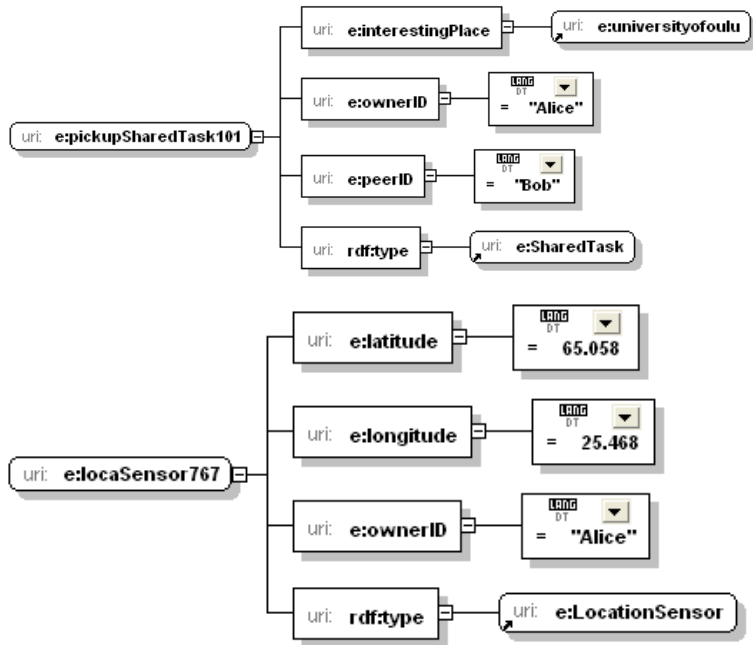 uri: e:interestingPlace
uri: e:universityofoulu
uri: e:ownerID
LANG
DT
= "Alice"
uri: e:pickupSharedTask101
uri: e:peerID
LANG
DT
= "Bob"
uri: rdf:type
uri: e:SharedTask
uri: e:latitude
LANG
DT
= 65.058
uri: e:longitude
LANG
DT
= 25.468
uri: e:locaSensor767
uri: e:ownerID
LANG
DT
= "Alice"
uri: rdf:type
uri: e:LocationSensor